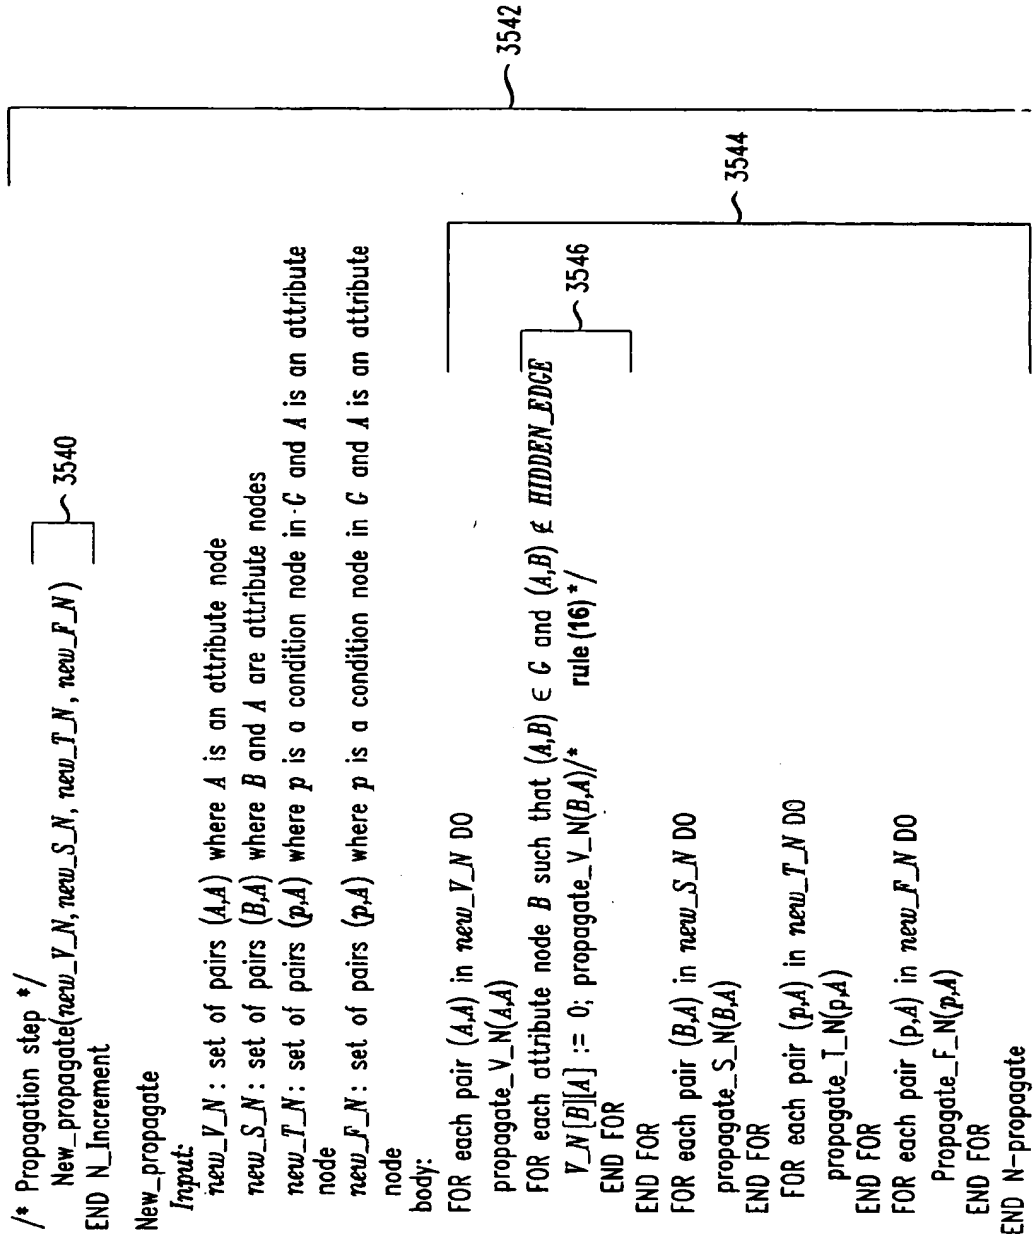 /* Propagation step */
New_propagate(new_V_N, new_S_N, new_T_N, new_F_N)
3540
END N_Increment
New_propagate
Input:
new_V_N : set of pairs (A,A) where A is an attribute node
new_S_N : set of pairs (B,A) where B and A are attribute nodes
new_T_N : set of pairs (p,A) where p is a condition node in G and A is an attribute
node
new_F_N : set of pairs (p,A) where p is a condition node in G and A is an attribute
node
body:
FOR each pair (A,A) in new_V_N DO
propagate_V_N(A,A)
FOR each attribute node B such that (A,B) ∈ G and (A,B) ∉ HIDDEN_EDGE
V_N[B][A] := 0; propagate_V_N(B,A)/* rule (16) */
3546
END FOR
END FOR
FOR each pair (B,A) in new_S_N DO
propagate_S_N(B,A)
END FOR
FOR each pair (p,A) in new_T_N DO
propagate_T_N(p,A)
END FOR
FOR each pair (p,A) in new_F_N DO
Propagate_F_N(p,A)
END FOR
END N-propagate
3544
3542